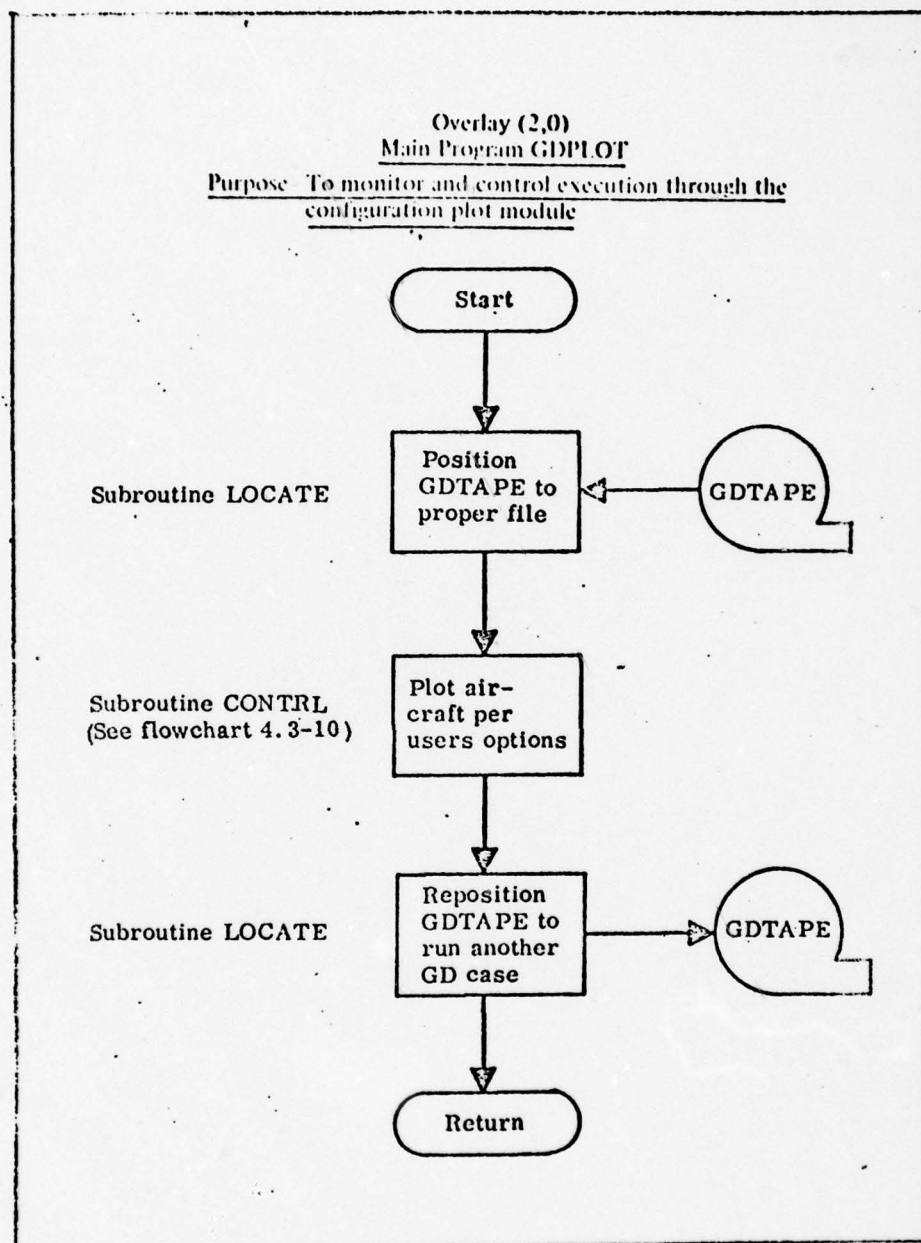 Overlay (2,0)
Main Program GDPLOT
Purpose To monitor and control execution through the
configuration plot module
Start
Subroutine LOCATE
Position
GDTAPE to
proper file
GDTAPE
Subroutine CONTRL
(See flowchart 4.3-10)
Plot air-
craft per
users options
Subroutine LOCATE
Reposition
GDTAPE to
run another
GD case
GDTAPE
Return